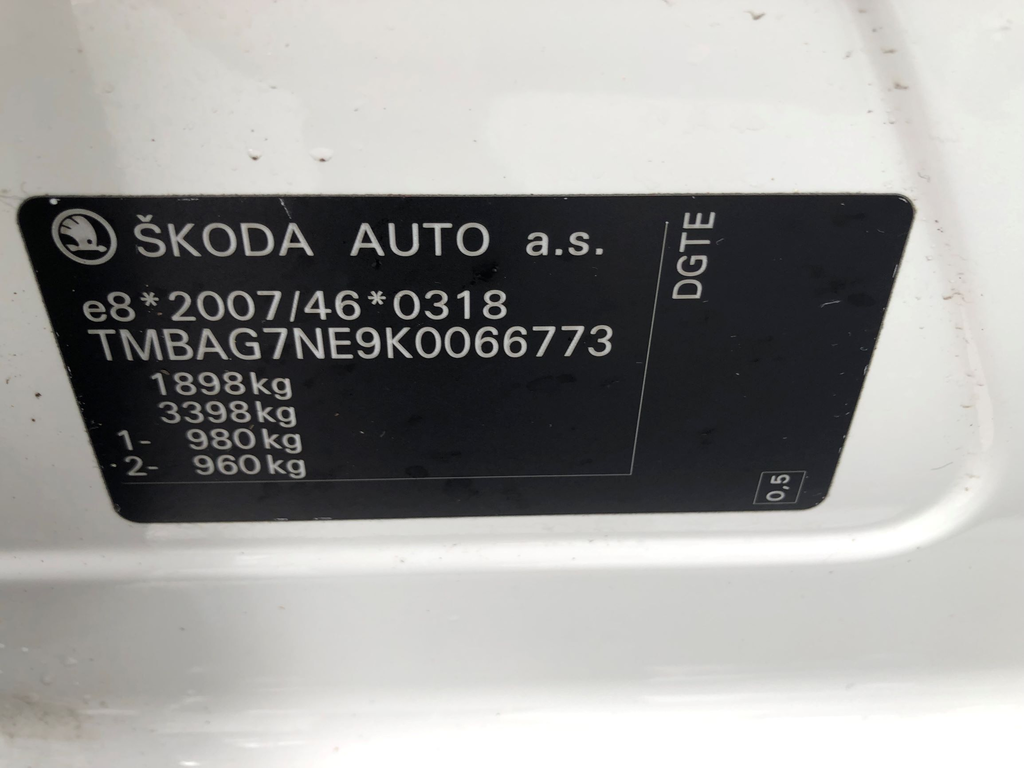 ŠKODA AUTO a.s.
e8*2007/46*0318
TMBAG7NE9K0066773
1898kg
3398kg
1- 980kg
2- 960kg
DGTE
0,5